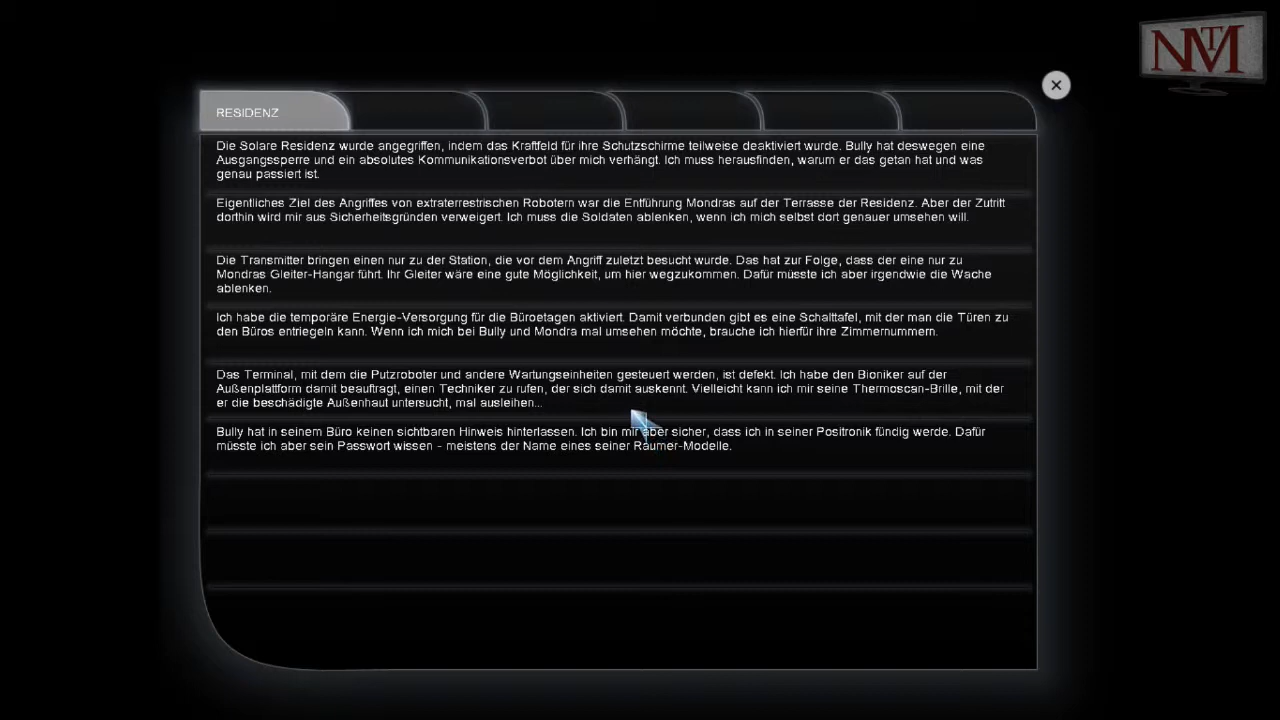 NTM
RESIDENZ
Die Solare Residenz wurde angegriffen, indem das Kraftfeld für ihre Schutzschirme teilweise deaktiviert wurde. Bully hat deswegen eine
Ausgangssperre und ein absolutes Kommunikationsverbot über mich verhängt. Ich muss herausfinden, warum er das getan hat und was
genau passiert ist.
Eigentliches Ziel des Angriffes von extraterrestrischen Robotern war die Entführung Mondras auf der Terrasse der Residenz. Aber der Zutritt
dorthin wird mir aus Sicherheitsgründen verweigert. Ich muss die Soldaten ablenken, wenn ich mich selbst dort genauer umsehen will.
Die Transmitter bringen einen nur zu der Station, die vor dem Angriff zuletzt besucht wurde. Das hat zur Folge, dass der eine nur zu
Mondras Gleiter-Hangar führt. Ihr Gleiter wäre eine gute Möglichkeit, um hier wegzukommen. Dafür müsste ich aber irgendwie die Wache
ablenken.
Ich habe die temporäre Energie-Versorgung für die Büroetagen aktiviert. Damit verbunden gibt es eine Schalttafel, mit der man die Türen zu
den Büros entriegeln kann. Wenn ich mich bei Bully und Mondra mal umsehen möchte, brauche ich hierfür ihre Zimmernummern.
Das Terminal, mit dem die Putzroboter und andere Wartungseinheiten gesteuert werden, ist defekt. Ich habe den Bioniker auf der
Außenplattform damit beauftragt, einen Techniker zu rufen, der sich damit auskennt. Vielleicht kann ich mir seine Thermoscan-Brille, mit der
er die beschädigte Außenhaut untersucht, mal ausleihen...
Bully hat in seinem Büro keinen sichtbaren Hinweis hinterlassen. Ich bin mir aber sicher, dass ich in seiner Positronik fündig werde. Dafür
müsste ich aber sein Passwort wissen - meistens der Name eines seiner Raumer-Modelle.